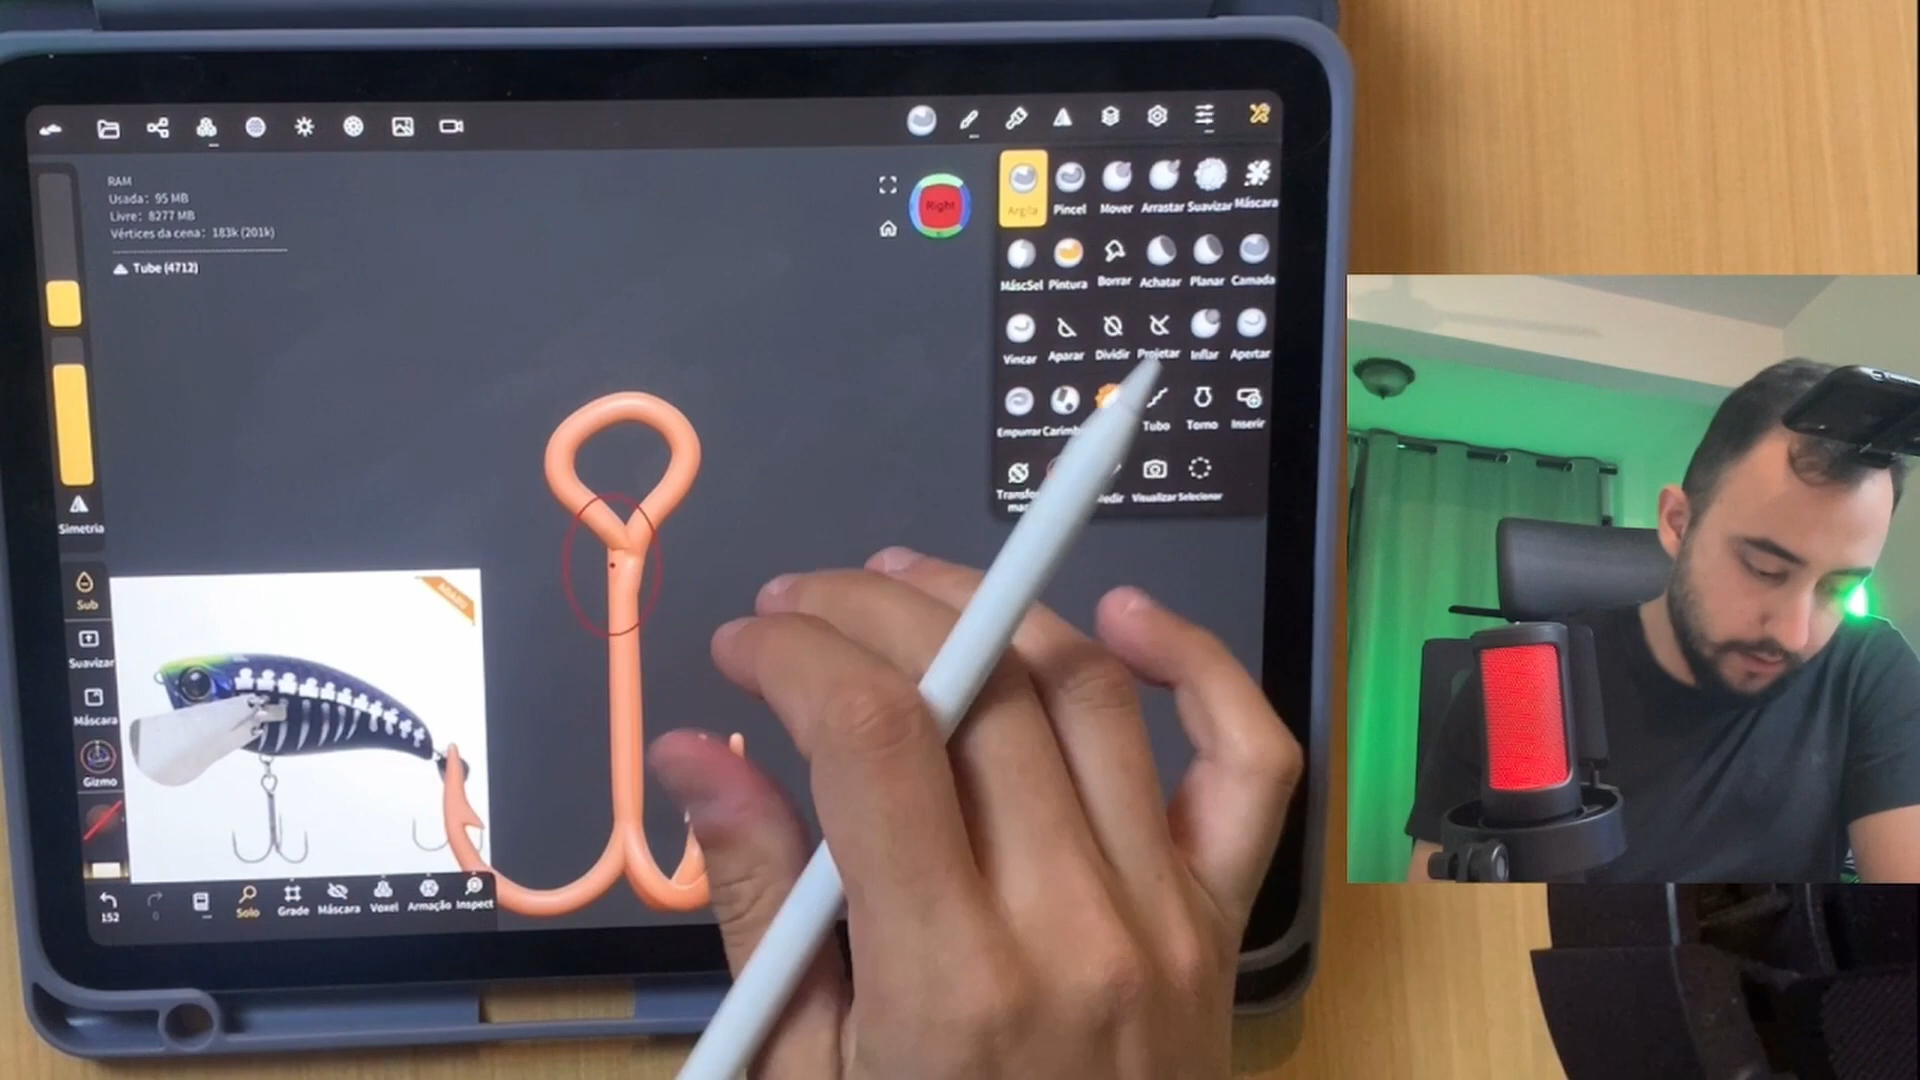 RAM
Usada: 95 MB
Livre: 8277 MB
Vértices da cena: 183k (201k)
Tube (4712)
Right
Argila Pincel Mover Arrastar Suavizar Máscara
MáscSel Pintura Borrar Achatar Planar Camada
Vincar Aparar Dividir Projetar Inflar Apertar
Empurrar Tubo Torno Inserir
Visualizar Selecionar
Simetria
Sub
Suavizar
Máscara
Gizmo
152
0
Solo Grade Máscara Voxel Armação Inspect